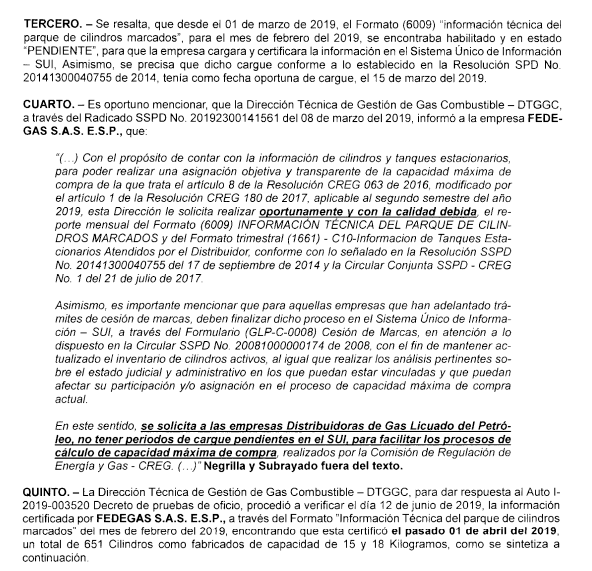 TERCERO. – Se resalta, que desde el 01 de marzo de 2019, el Formato (6009) “información técnica del
parque de cilindros marcados”, para el mes de febrero del 2019, se encontraba habilitado y en estado
“PENDIENTE”, para que la empresa cargara y certificara la información en el Sistema Único de Información
– SUI, Asimismo, se precisa que dicho cargue conforme a lo establecido en la Resolución SPD No.
20141300040755 de 2014, tenía como fecha oportuna de cargue, el 15 de marzo del 2019.
CUARTO. – Es oportuno mencionar, que la Dirección Técnica de Gestión de Gas Combustible – DTGGC,
a través del Radicado SSPD No. 20192300141561 del 08 de marzo del 2019, informó a la empresa FEDE-
GAS S.A.S. E.S.P., que:
“(…) Con el propósito de contar con la información de cilindros y tanques estacionarios,
para poder realizar una asignación objetiva y transparente de la capacidad máxima de
compra de la que trata el artículo 8 de la Resolución CREG 063 de 2016, modificado por
el artículo 1 de la Resolución CREG 180 de 2017, aplicable al segundo semestre del año
2019, esta Dirección le solicita realizar oportunamente y con la calidad debida, el re-
porte mensual del Formato (6009) INFORMACIÓN TÉCNICA DEL PARQUE DE CILIN-
DROS MARCADOS y del Formato trimestral (1661) - C10-Informacion de Tanques Esta-
cionarios Atendidos por el Distribuidor, conforme con lo señalado en la Resolución SSPD
No. 20141300040755 del 17 de septiembre de 2014 y la Circular Conjunta SSPD - CREG
No. 1 del 21 de julio de 2017.
Asimismo, es importante mencionar que para aquellas empresas que han adelantado trá-
mites de cesión de marcas, deben finalizar dicho proceso en el Sistema Único de Informa-
ción – SUI, a través del Formulario (GLP-C-0008) Cesión de Marcas, en atención a lo
dispuesto en la Circular SSPD No. 20081000000174 de 2008, con el fin de mantener ac-
tualizado el inventario de cilindros activos, al igual que realizar los análisis pertinentes so-
bre el estado judicial y administrativo en los que puedan estar vinculadas y que puedan
afectar su participación y/o asignación en el proceso de capacidad máxima de compra
actual.
En este sentido, se solicita a las empresas Distribuidoras de Gas Licuado del Petró-
leo, no tener periodos de cargue pendientes en el SUI, para facilitar los procesos de
cálculo de capacidad máxima de compra, realizados por la Comisión de Regulación de
Energía y Gas - CREG. (…)” Negrilla y Subrayado fuera del texto.
QUINTO. – La Dirección Técnica de Gestión de Gas Combustible – DTGGC, para dar respuesta al Auto I-
2019-003520 Decreto de pruebas de oficio, procedió a verificar el día 12 de junio de 2019, la información
certificada por FEDEGAS S.A.S. E.S.P., a través del Formato “Información Técnica del parque de cilindros
marcados” del mes de febrero del 2019, encontrando que esta certificó el pasado 01 de abril del 2019,
un total de 651 Cilindros como fabricados de capacidad de 15 y 18 Kilogramos, como se sintetiza a
continuación.